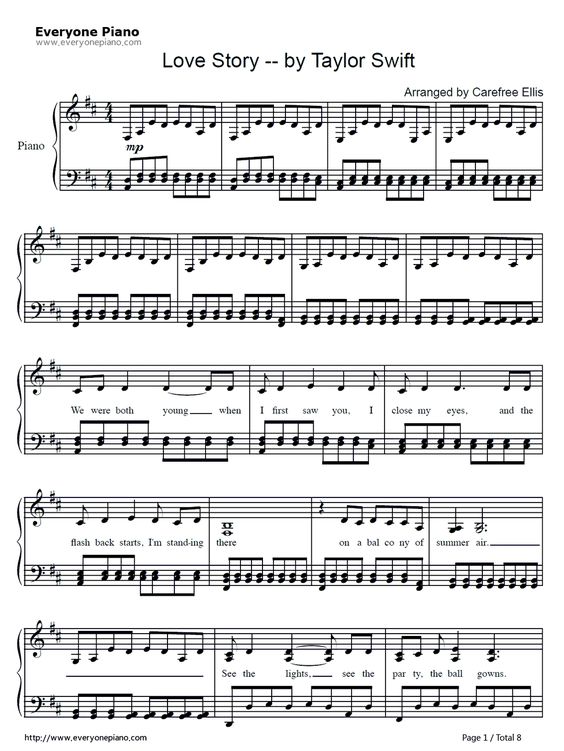 Everyone Piano
www.everyonepiano.com
Love Story -- by Taylor Swift
Arranged by Carefree Ellis
Piano
mp
We were both young when I first saw you, I close my eyes, and the
flash back starts, I'm stand-ing there on a bal co ny of summer air.
See the lights, see the par ty, the ball gowns.
http://www.everyonepiano.com/
Page 1 / Total 8